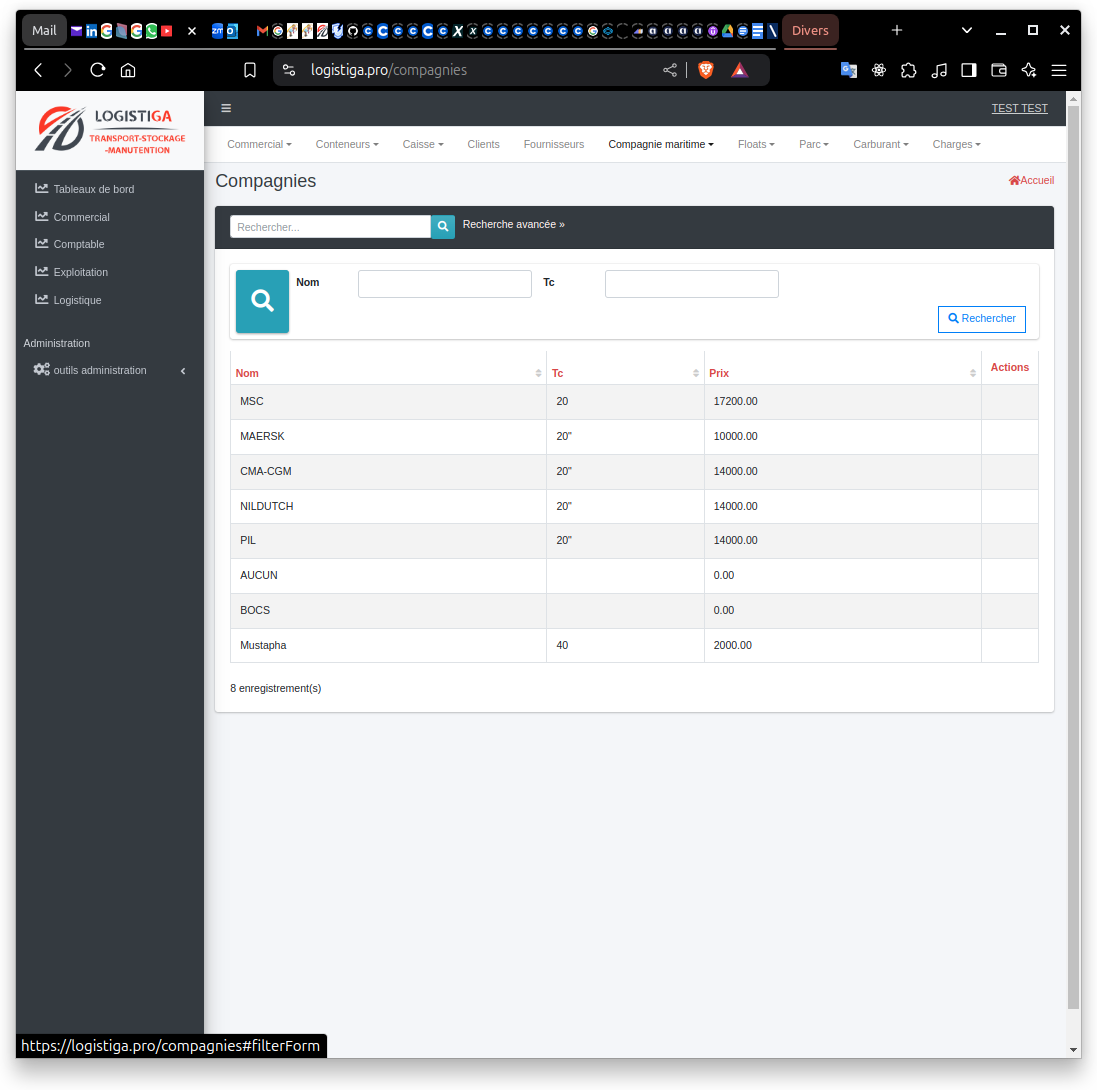 Mail
Divers
logistiga.pro/compagnies
LOGISTIGA
TRANSPORT-STOCKAGE
-MANUTENTION
TEST TEST
Commercial Conteneurs Caisse Clients Fournisseurs Compagnie maritime Floats Parc Carburant Charges
Tableaux de bord
Commercial
Comptable
Exploitation
Logistique
Administration
outils administration
Compagnies
Accueil
Rechercher...
Recherche avancée »
Nom
Tc
Rechercher
Nom Tc Prix Actions
MSC 20 17200.00
MAERSK 20" 10000.00
CMA-CGM 20" 14000.00
NILDUTCH 20" 14000.00
PIL 20" 14000.00
AUCUN 0.00
BOCS 0.00
Mustapha 40 2000.00
8 enregistrement(s)
https://logistiga.pro/compagnies#filterForm